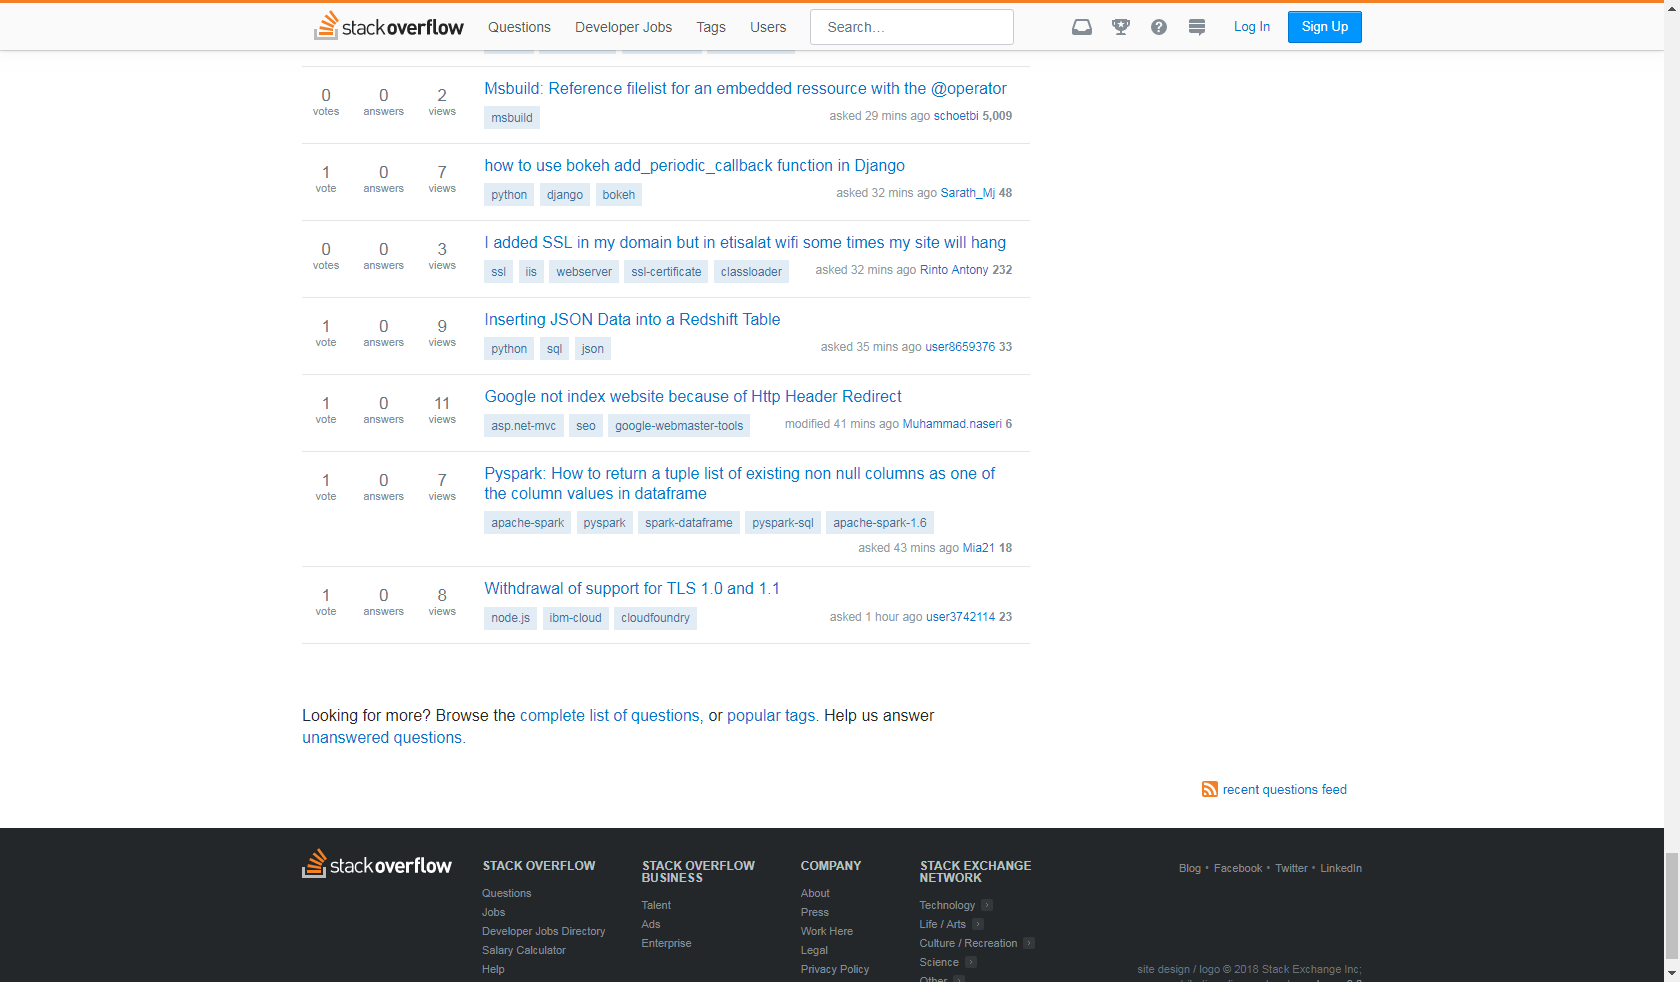 stackoverflow Questions Developer Jobs Tags Users Search... Log In Sign Up
0 votes 0 answers 2 views
Msbuild: Reference filelist for an embedded ressource with the @operator
msbuild
asked 29 mins ago schoetbi 5,009
1 vote 0 answers 7 views
how to use bokeh add_periodic_callback function in Django
python django bokeh
asked 32 mins ago Sarath_Mj 48
0 votes 0 answers 3 views
I added SSL in my domain but in etisalat wifi some times my site will hang
ssl iis webserver ssl-certificate classloader
asked 32 mins ago Rinto Antony 232
1 vote 0 answers 9 views
Inserting JSON Data into a Redshift Table
python sql json
asked 35 mins ago user8659376 33
1 vote 0 answers 11 views
Google not index website because of Http Header Redirect
asp.net-mvc seo google-webmaster-tools
modified 41 mins ago Muhammad.naseri 6
1 vote 0 answers 7 views
Pyspark: How to return a tuple list of existing non null columns as one of
the column values in dataframe
apache-spark pyspark spark-dataframe pyspark-sql apache-spark-1.6
asked 43 mins ago Mia21 18
1 vote 0 answers 8 views
Withdrawal of support for TLS 1.0 and 1.1
node.js ibm-cloud cloudfoundry
asked 1 hour ago user3742114 23
Looking for more? Browse the complete list of questions, or popular tags. Help us answer
unanswered questions.
recent questions feed
stackoverflow
STACK OVERFLOW
Questions
Jobs
Developer Jobs Directory
Salary Calculator
Help
STACK OVERFLOW
BUSINESS
Talent
Ads
Enterprise
COMPANY
About
Press
Work Here
Legal
Privacy Policy
STACK EXCHANGE
NETWORK
Technology
Life / Arts
Culture / Recreation
Science
Other
Blog • Facebook • Twitter • LinkedIn
site design / logo © 2018 Stack Exchange Inc;